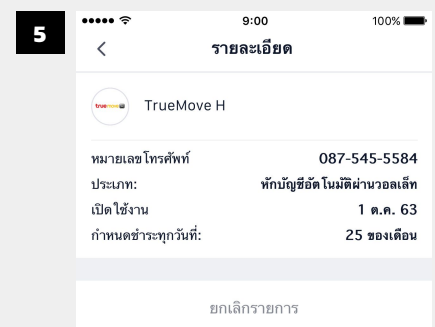 5
9:00
100%
รายละเอียด
true move H
TrueMove H
หมายเลขโทรศัพท์ 087-545-5584
ประเภท: หักบัญชีอัตโนมัติผ่านวอลเล็ท
เปิดใช้งาน 1 ต.ค. 63
กำหนดชำระทุกวันที่: 25 ของเดือน
ยกเลิกรายการ